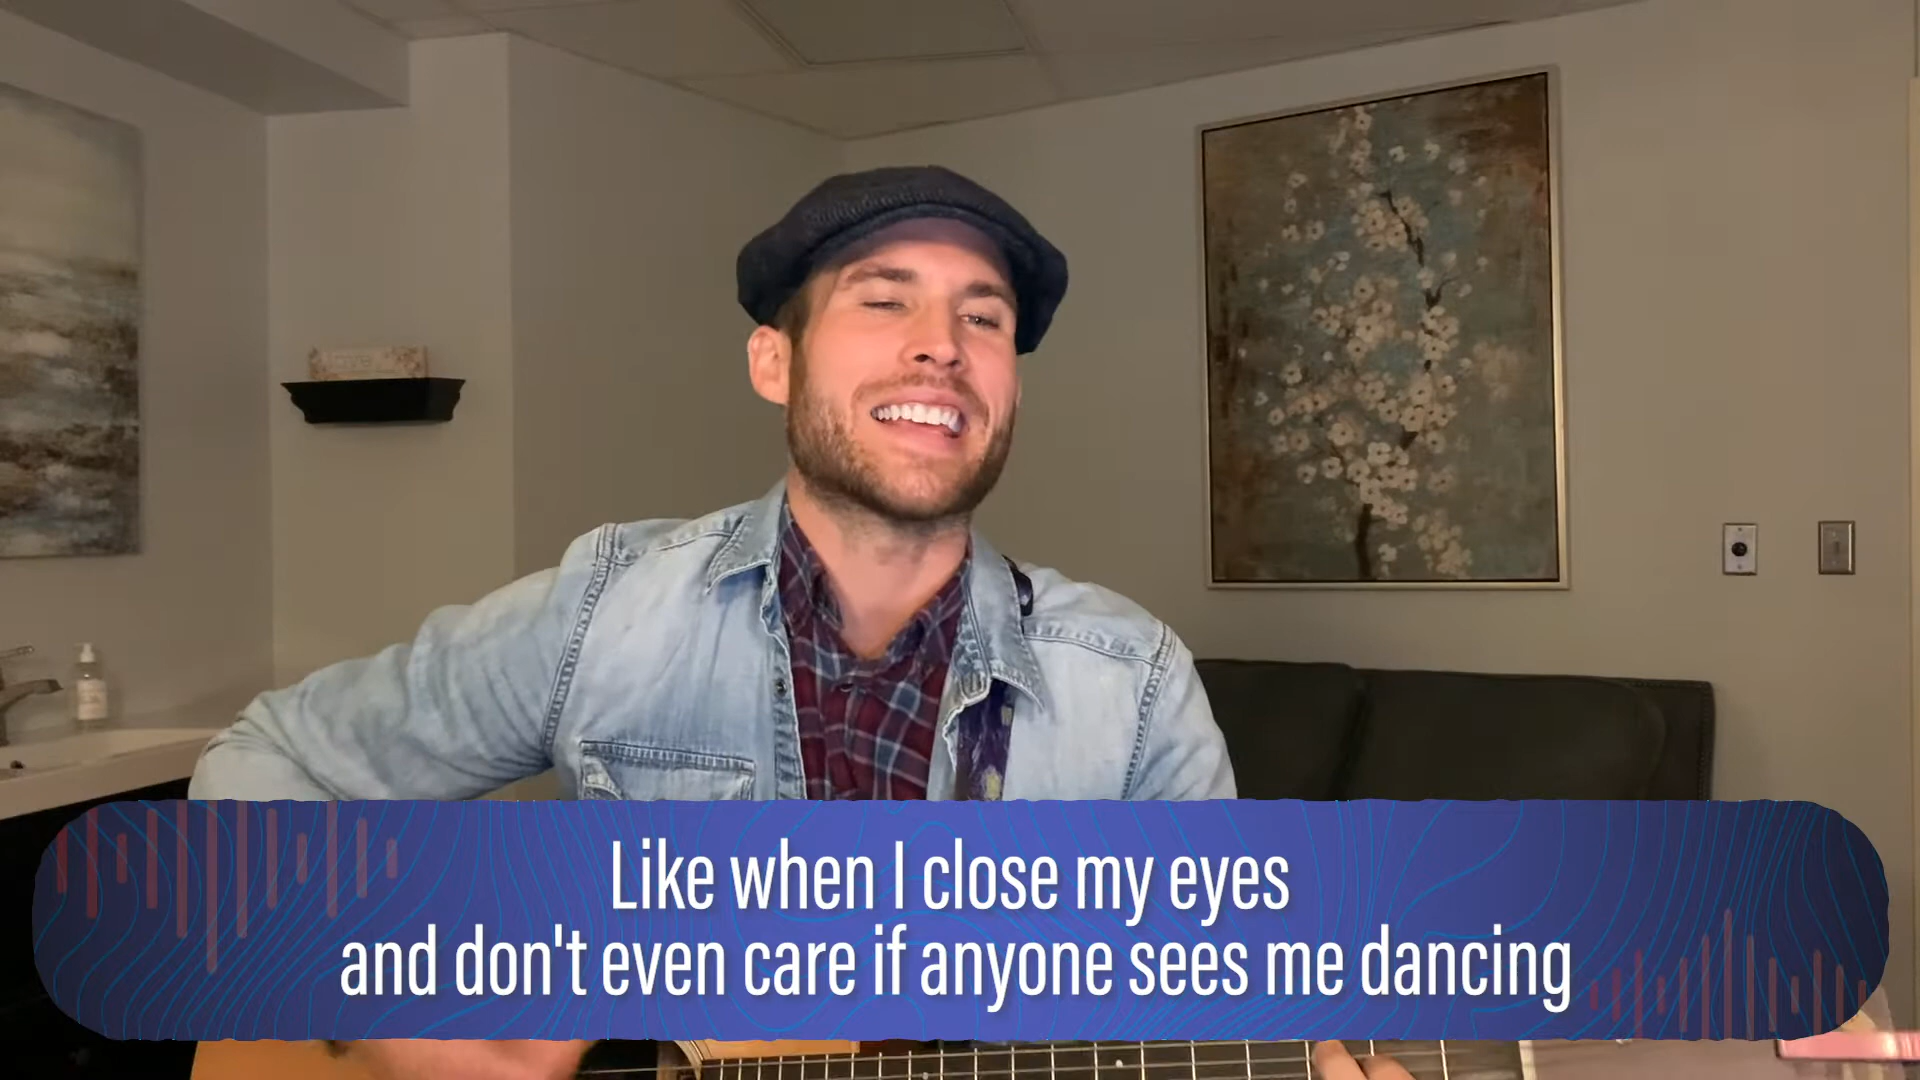 Like when I close my eyes
and don't even care if anyone sees me dancing